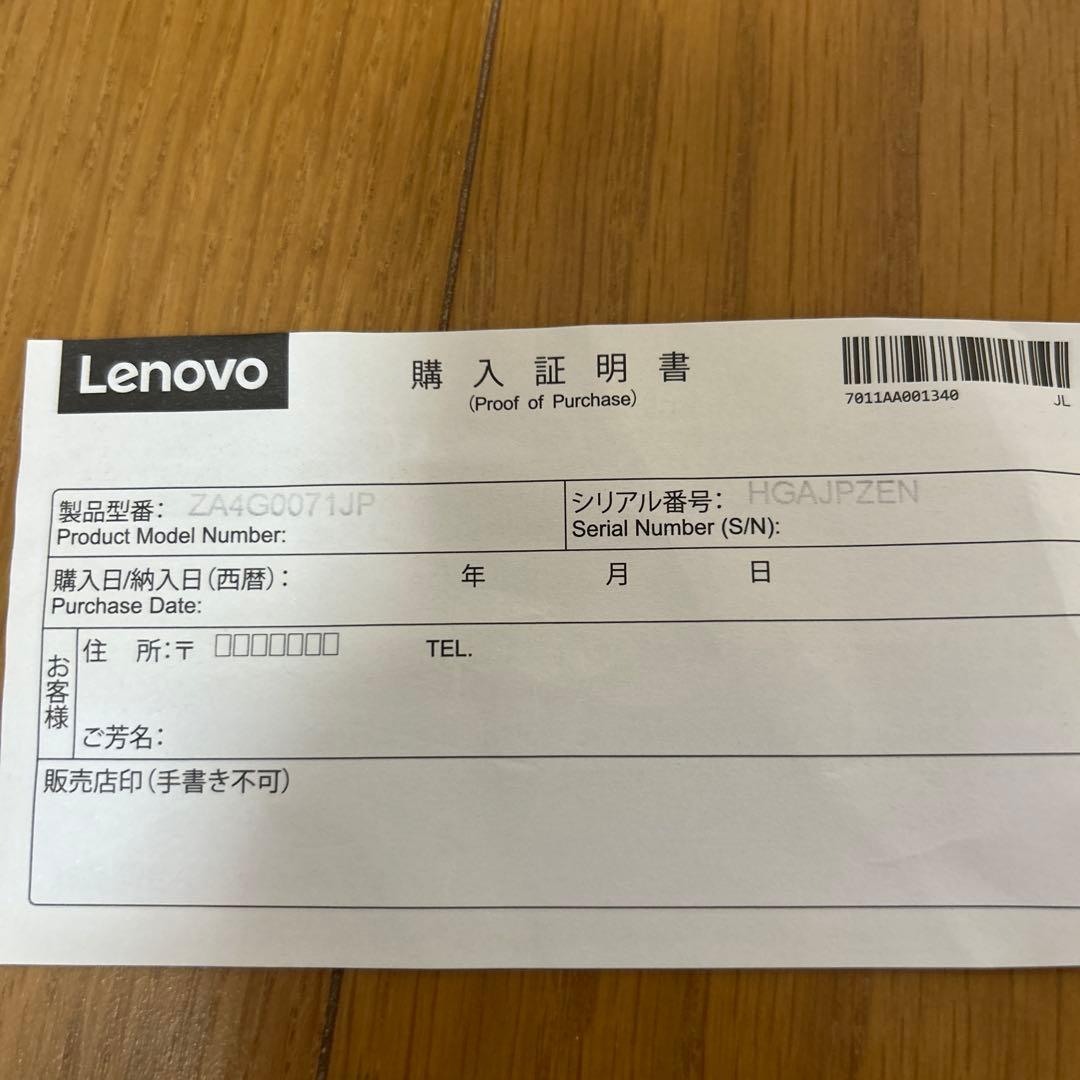 Lenovo
購入証明書
(Proof of Purchase)
7011AA001340
JL
製品型番： ZA4G0071JP
Product Model Number:
シリアル番号： HGAJPZEN
Serial Number (S/N):
購入日/納入日（西暦）： 年 月 日
Purchase Date:
お客様
住 所：〒 □□□□□□□ TEL.
ご芳名：
販売店印（手書き不可）